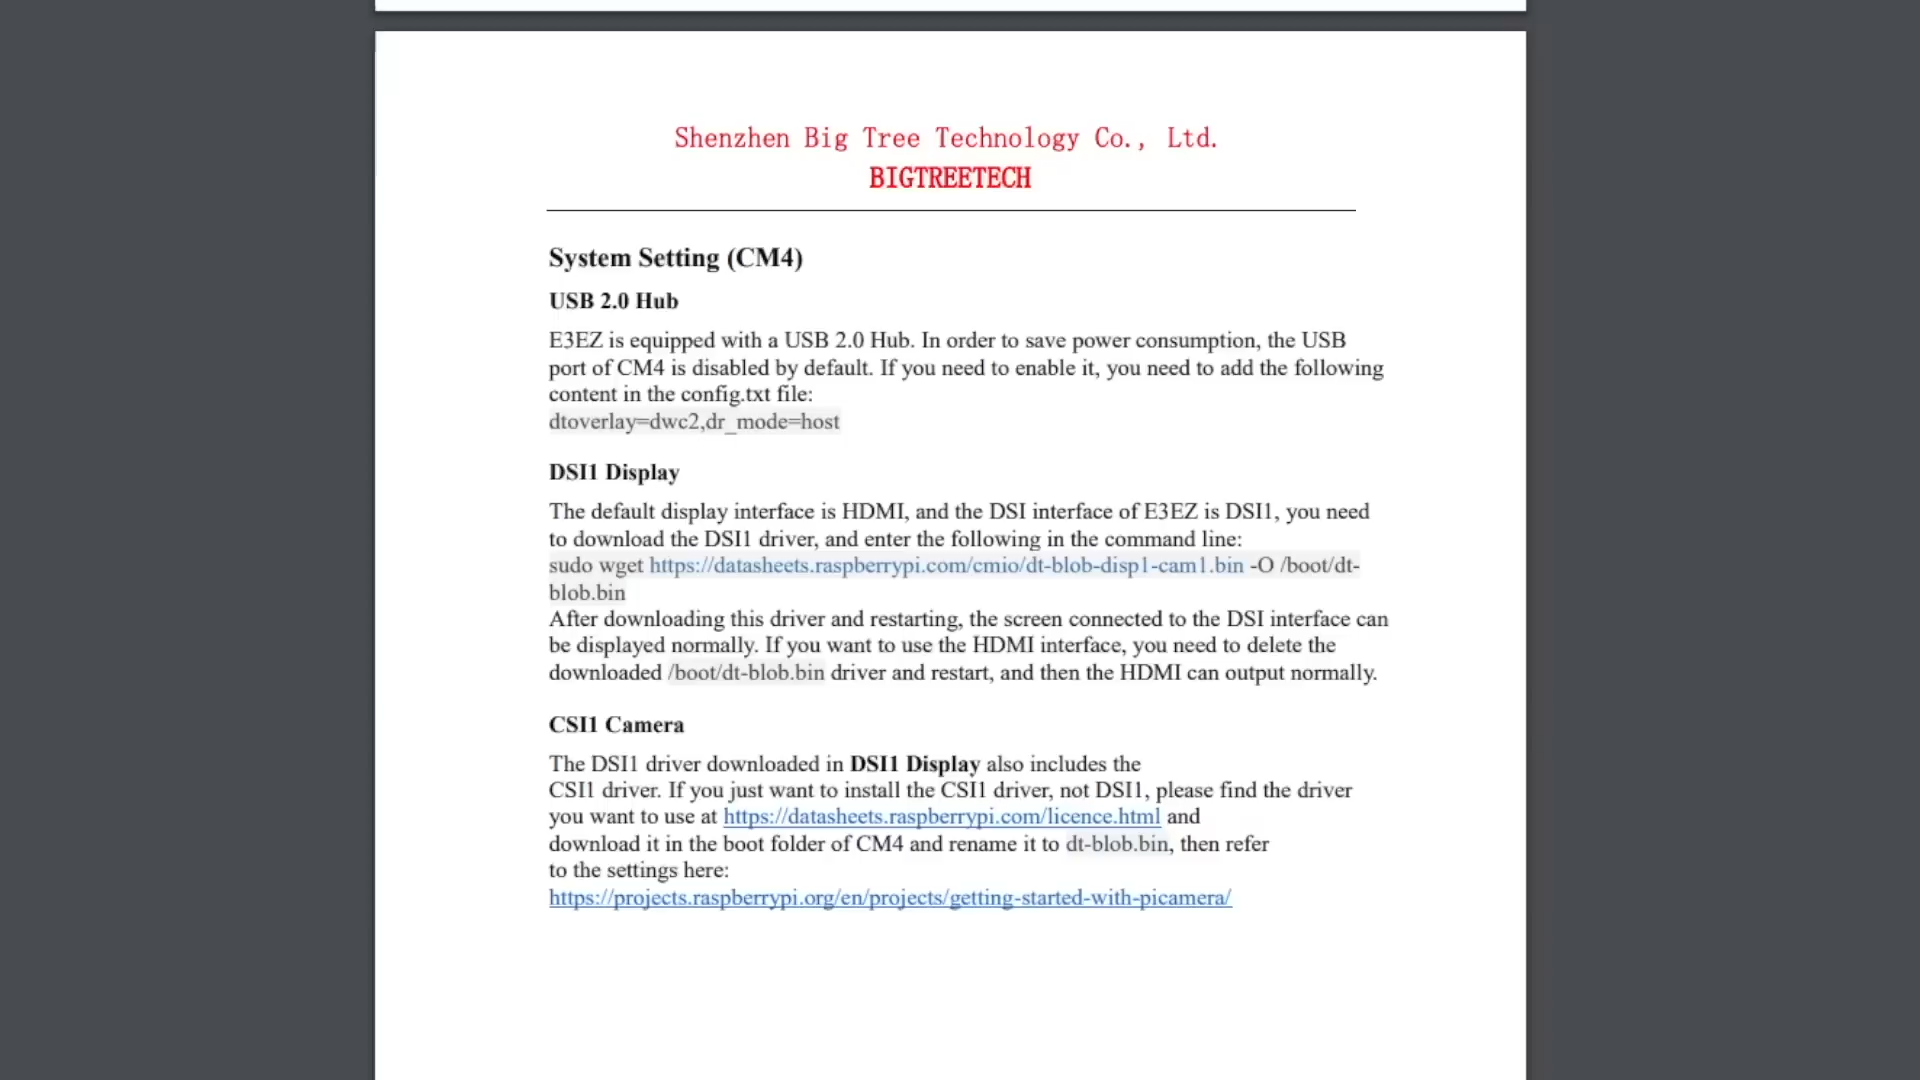 Shenzhen Big Tree Technology Co., Ltd.
BIGTREETECH
System Setting (CM4)
USB 2.0 Hub
E3EZ is equipped with a USB 2.0 Hub. In order to save power consumption, the USB
port of CM4 is disabled by default. If you need to enable it, you need to add the following
content in the config.txt file:
dtoverlay=dwc2,dr_mode=host
DSI1 Display
The default display interface is HDMI, and the DSI interface of E3EZ is DSI1, you need
to download the DSI1 driver, and enter the following in the command line:
sudo wget https://datasheets.raspberrypi.com/cmio/dt-blob-disp1-cam1.bin -O /boot/dt-
blob.bin
After downloading this driver and restarting, the screen connected to the DSI interface can
be displayed normally. If you want to use the HDMI interface, you need to delete the
downloaded /boot/dt-blob.bin driver and restart, and then the HDMI can output normally.
CSI1 Camera
The DSI1 driver downloaded in DSI1 Display also includes the
CSI1 driver. If you just want to install the CSI1 driver, not DSI1, please find the driver
you want to use at https://datasheets.raspberrypi.com/licence.html and
download it in the boot folder of CM4 and rename it to dt-blob.bin, then refer
to the settings here:
https://projects.raspberrypi.org/en/projects/getting-started-with-picamera/